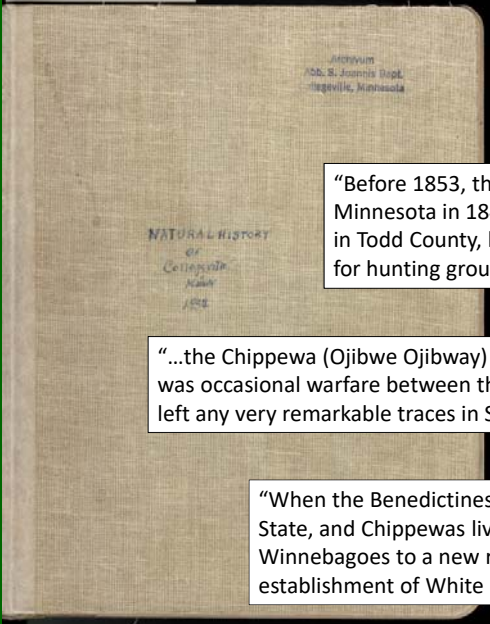 Archivum
Abb. S. Joannis Bapt.
Collegeville, Minnesota
NATURAL HISTORY
OF
Collegeville
Minn
“Before 1853, th
Minnesota in 18
in Todd County,
for hunting grou
“...the Chippewa (Ojibwe Ojibway)
was occasional warfare between th
left any very remarkable traces in S
“When the Benedictines
State, and Chippewas liv
Winnebagoes to a new r
establishment of White